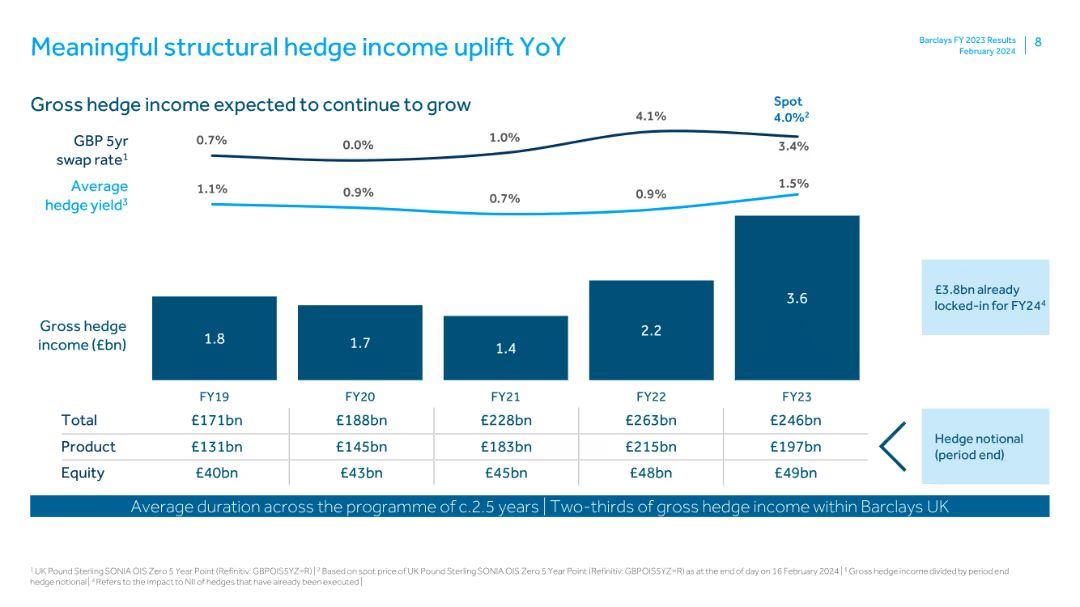 Meaningful structural hedge income uplift YoY
Barclays FY 2023 Results
February 2024
8
Gross hedge income expected to continue to grow
Spot
4.0%²
GBP 5yr
swap rate¹
0.7%
0.0%
1.0%
4.1%
3.4%
Average
hedge yield³
1.1%
0.9%
0.7%
0.9%
1.5%
Gross hedge
income (£bn)
1.8
1.7
1.4
2.2
3.6
£3.8bn already
locked-in for FY24⁴
FY19 FY20 FY21 FY22 FY23
Total £171bn £188bn £228bn £263bn £246bn
Product £131bn £145bn £183bn £215bn £197bn
Equity £40bn £43bn £45bn £48bn £49bn
Hedge notional
(period end)
Average duration across the programme of c.2.5 years | Two-thirds of gross hedge income within Barclays UK
¹ UK Pound Sterling SONIA OIS Zero 5 Year Point (Refinitiv: GBPOIS5YZ=R) | ² Based on spot price of UK Pound Sterling SONIA OIS Zero 5 Year Point (Refinitiv: GBPOIS5YZ=R) as at the end of day on 16 February 2024 | ³ Gross hedge income divided by period end
hedge notional | ⁴ Refers to the impact to NII of hedges that have already been executed |